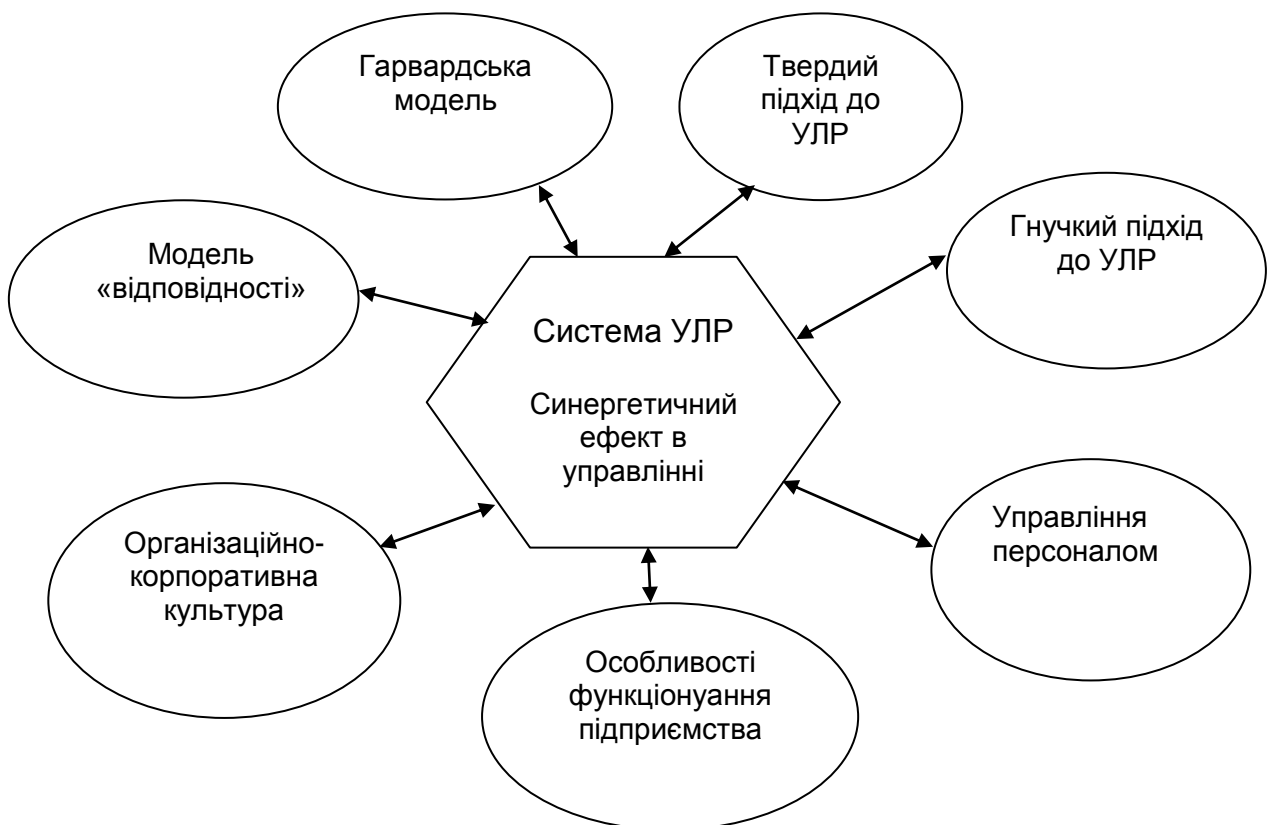 Гарвардська
модель
Твердий
підхід до
УЛР
Модель
«відповідності»
Гнучкий підхід
до УЛР
Система УЛР
Синергетичний
ефект в
управлінні
Організаційно-
корпоративна
культура
Управління
персоналом
Особливості
функціонуання
підприємства